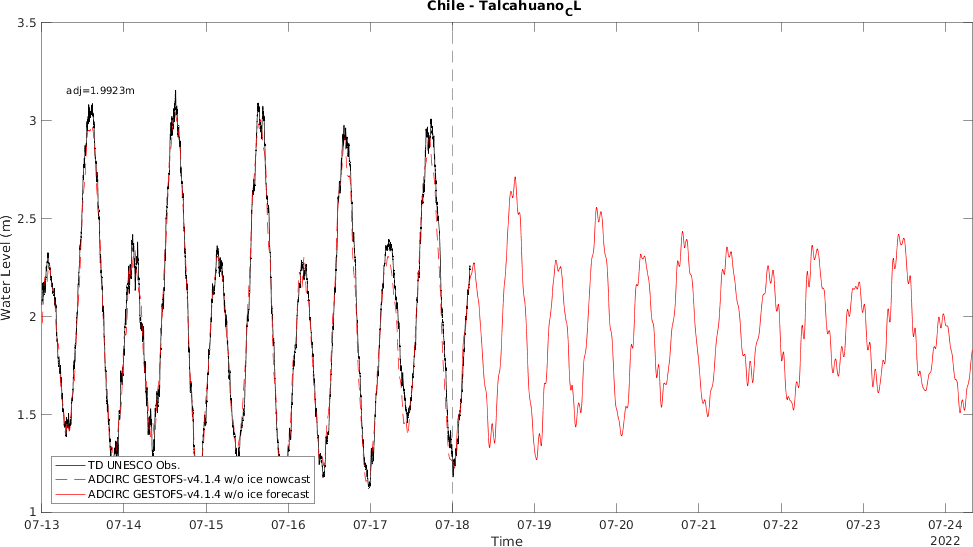 Chile - Talcahuano_CL
adj=1.9923m
Water Level (m)
3.5
3
2.5
2
1.5
1
TD UNESCO Obs.
ADCIRC GESTOFS-v4.1.4 w/o ice nowcast
ADCIRC GESTOFS-v4.1.4 w/o ice forecast
07-13 07-14 07-15 07-16 07-17 07-18 07-19 07-20 07-21 07-22 07-23 07-24
Time
2022